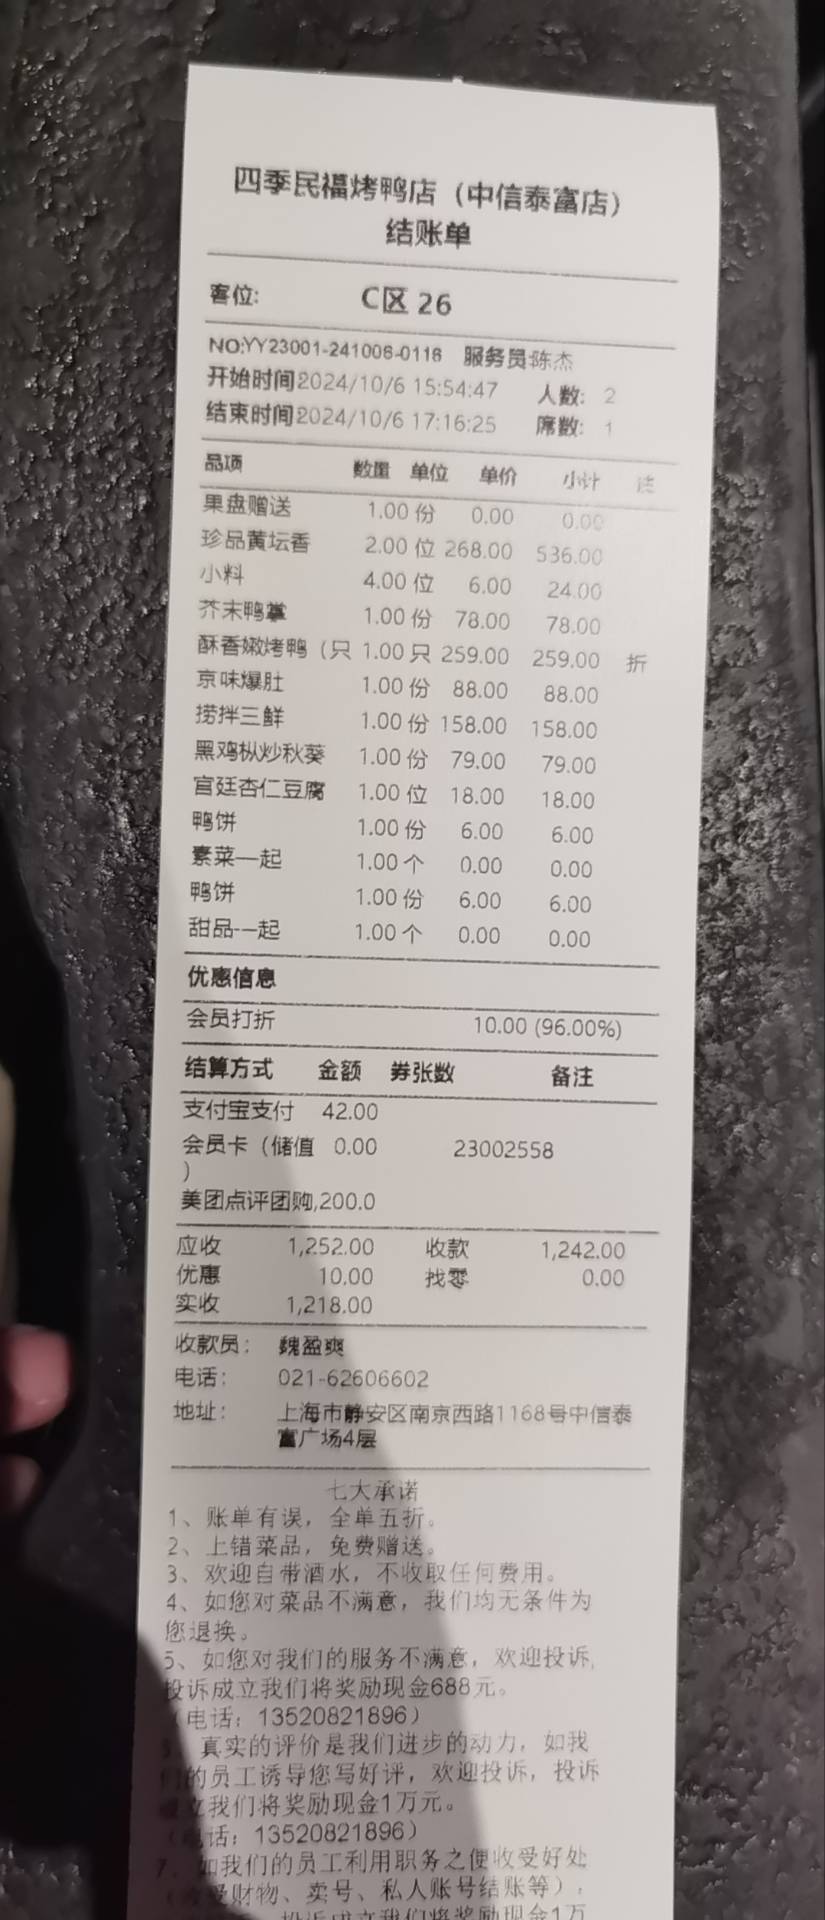 四季民福烤鸭店（中信泰富店）
结账单
客位: C区 26
NO:YY23001-241006-0116 服务员:陈杰
开始时间2024/10/6 15:54:47 人数: 2
结束时间2024/10/6 17:16:25 席数: 1
品项 数量 单位 单价 小计
果盘赠送 1.00 份 0.00 0.00
珍品黄坛香 2.00 位 268.00 536.00
小料 4.00 位 6.00 24.00
芥末鸭掌 1.00 份 78.00 78.00
酥香嫩烤鸭（只 1.00 只 259.00 259.00 折
京味爆肚 1.00 份 88.00 88.00
捞拌三鲜 1.00 份 158.00 158.00
黑鸡枞炒秋葵 1.00 份 79.00 79.00
宫廷杏仁豆腐 1.00 位 18.00 18.00
鸭饼 1.00 份 6.00 6.00
素菜一起 1.00 个 0.00 0.00
鸭饼 1.00 份 6.00 6.00
甜品--起 1.00 个 0.00 0.00
优惠信息
会员打折 10.00 (96.00%)
结算方式 金额 券张数 备注
支付宝支付 42.00
会员卡（储值 0.00 23002558
）
美团点评团购,200.0
应收 1,252.00 收款 1,242.00
优惠 10.00 找零 0.00
实收 1,218.00
收款员: 魏盈爽
电话: 021-62606602
地址: 上海市静安区南京西路1168号中信泰
富广场4层
七大承诺
1、账单有误，全单五折。
2、上错菜品，免费赠送。
3、欢迎自带酒水，不收取任何费用。
4、如您对菜品不满意，我们均无条件为
您退换。
5、如您对我们的服务不满意，欢迎投诉,
投诉成立我们将奖励现金688元。
（电话：13520821896）
、真实的评价是我们进步的动力，如我
的员工诱导您写好评，欢迎投诉，投诉
立我们将奖励现金1万元。
（电话：13520821896）
7、如我们的员工利用职务之便收受好处
（收受财物、卖号、私人账号结账等），
投诉成立我们将奖励现金1万